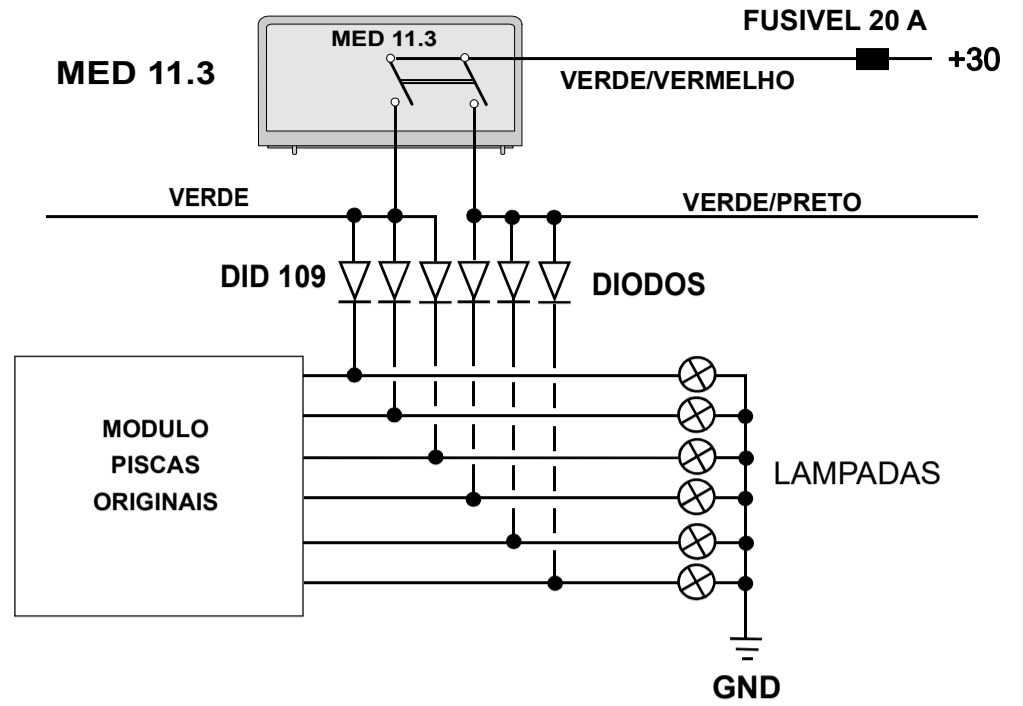 FUSIVEL 20 A
MED 11.3
MED 11.3
+30
VERDE/VERMELHO
VERDE
VERDE/PRETO
DID 109
DIODOS
MODULO
PISCAS
ORIGINAIS
LAMPADAS
GND